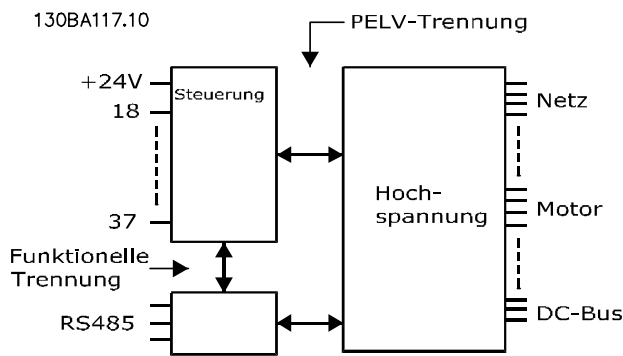 130BA117.10
PELV-Trennung
+24V
Steuerung
18
Netz
Hoch-
spannung
37
Motor
Funktionelle
Trennung
RS485
DC-Bus